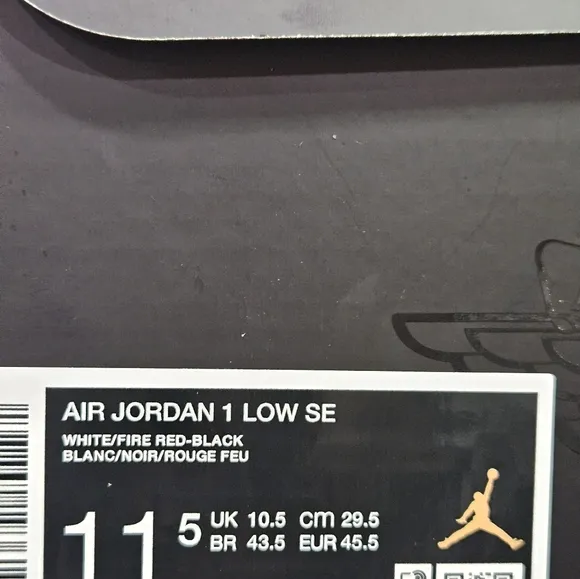 AIR JORDAN 1 LOW SE
WHITE/FIRE RED-BLACK
BLANC/NOIR/ROUGE FEU
11 5 UK 10.5 CM 29.5
BR 43.5 EUR 45.5